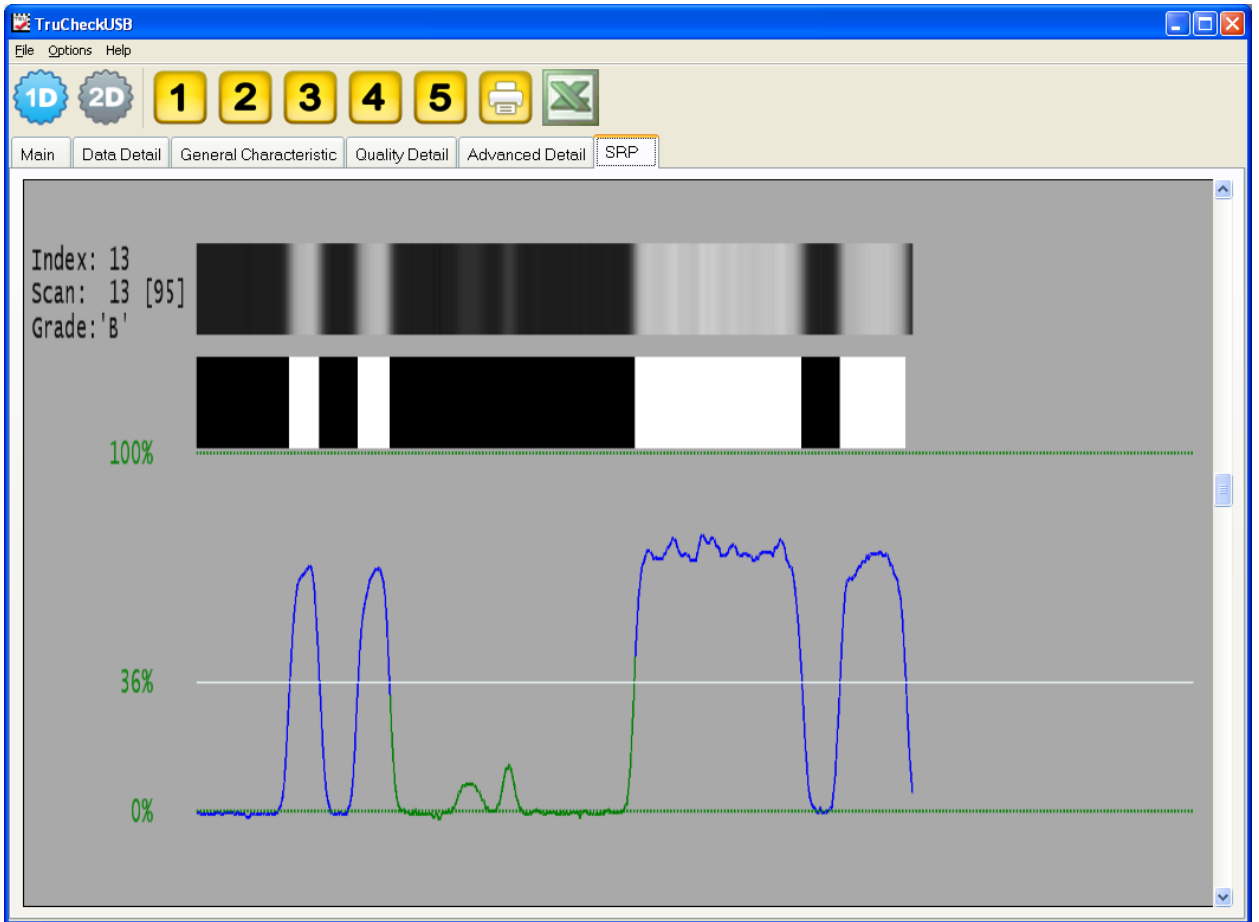 TruCheckUSB
File Options Help
1D 2D 1 2 3 4 5
Main Data Detail General Characteristic Quality Detail Advanced Detail SRP
Index: 13
Scan: 13 [95]
Grade:'B'
100%
36%
0%